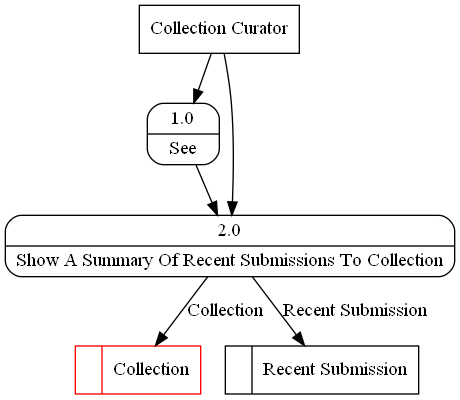 Collection Curator
1.0
See
2.0
Show A Summary Of Recent Submissions To Collection
Collection
Recent Submission
Collection
Recent Submission